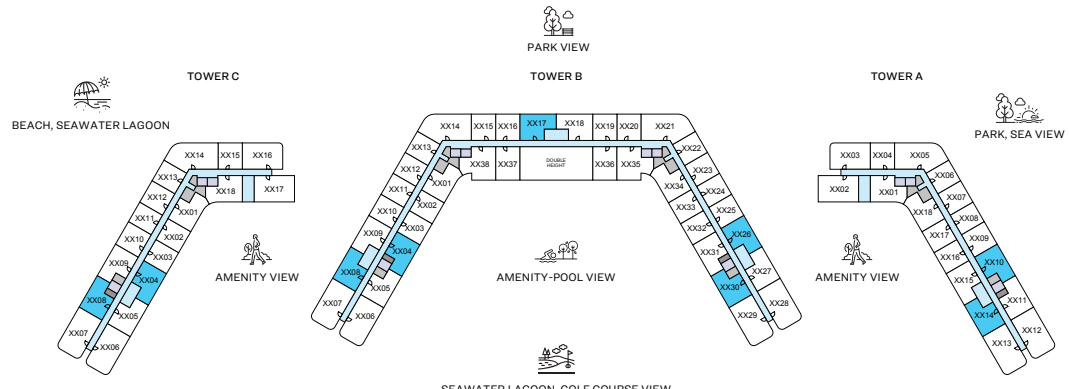 PARK VIEW
TOWER C
TOWER B
TOWER A
BEACH, SEAWATER LAGOON
PARK, SEA VIEW
XX14
XX15
XX16
XX13
XX18
XX17
XX12
XX01
XX11
XX02
XX10
XX03
XX09
XX04
XX08
XX05
XX07
XX06
AMENITY VIEW
XX14
XX15
XX16
XX17
XX18
XX19
XX20
XX21
XX13
XX38
XX37
DOUBLE
HEIGHT
XX36
XX35
XX22
XX12
XX01
XX34
XX23
XX11
XX02
XX33
XX24
XX10
XX03
XX32
XX25
XX09
XX04
XX31
XX26
XX08
XX05
XX30
XX27
XX07
XX06
XX29
XX28
AMENITY-POOL VIEW
XX03
XX04
XX05
XX02
XX01
XX06
XX18
XX07
XX17
XX08
XX16
XX09
XX15
XX10
XX14
XX11
XX13
XX12
AMENITY VIEW
SEAWATER LAGOON, GOLF COURSE VIEW